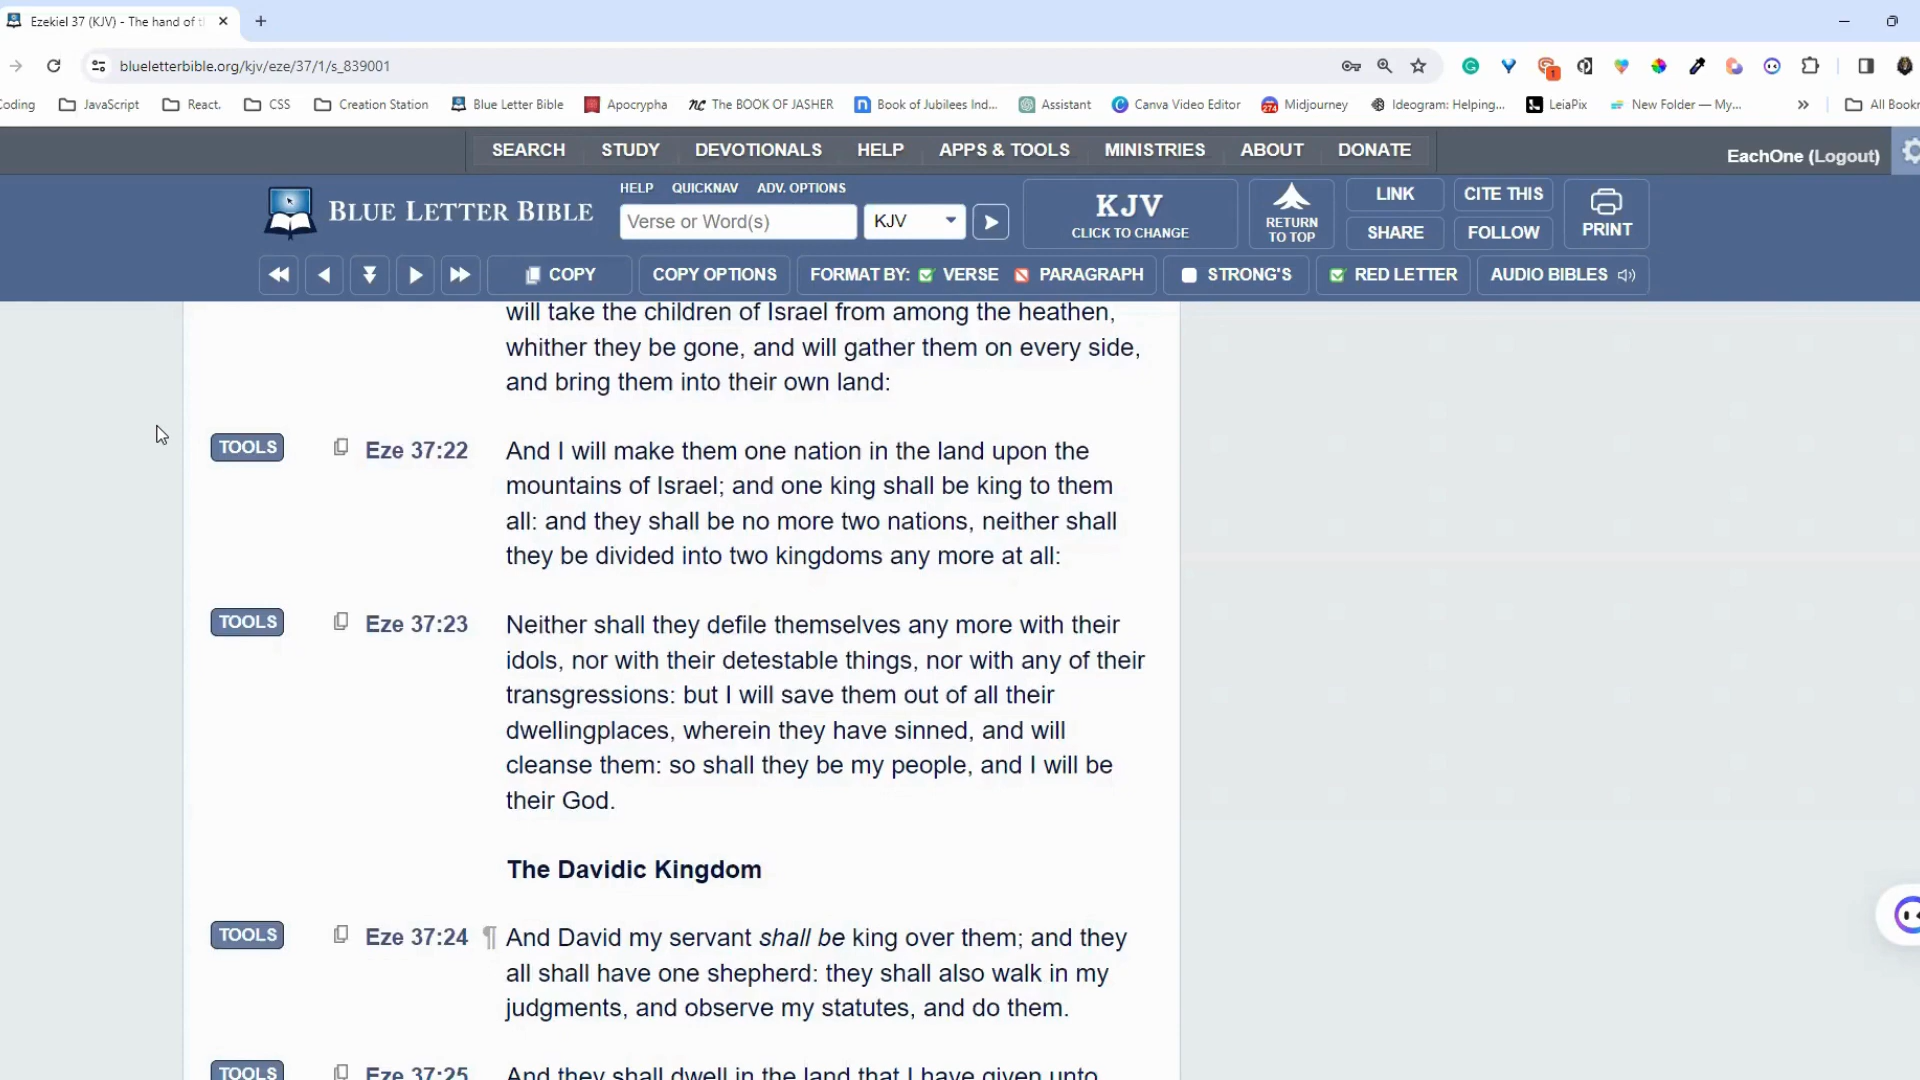 Ezekiel 37 (KJV) - The hand of t
blueletterbible.org/kjv/eze/37/1/s_839001
1
Coding JavaScript React. CSS Creation Station Blue Letter Bible Apocrypha NC The BOOK OF JASHER Book of Jubilees Ind... Assistant Canva Video Editor 274 Midjourney Ideogram: Helping... LeiaPix New Folder — My... » All Bookr
SEARCH STUDY DEVOTIONALS HELP APPS & TOOLS MINISTRIES ABOUT DONATE
EachOne (Logout)
HELP QUICKNAV ADV. OPTIONS
BLUE LETTER BIBLE
Verse or Word(s) KJV
KJV
CLICK TO CHANGE
RETURN
TO TOP
LINK CITE THIS
SHARE FOLLOW
PRINT
COPY COPY OPTIONS FORMAT BY: VERSE PARAGRAPH STRONG'S RED LETTER AUDIO BIBLES
will take the children of Israel from among the heathen,
whither they be gone, and will gather them on every side,
and bring them into their own land:
TOOLS Eze 37:22 And I will make them one nation in the land upon the
mountains of Israel; and one king shall be king to them
all: and they shall be no more two nations, neither shall
they be divided into two kingdoms any more at all:
TOOLS Eze 37:23 Neither shall they defile themselves any more with their
idols, nor with their detestable things, nor with any of their
transgressions: but I will save them out of all their
dwellingplaces, wherein they have sinned, and will
cleanse them: so shall they be my people, and I will be
their God.
The Davidic Kingdom
TOOLS Eze 37:24 ¶ And David my servant shall be king over them; and they
all shall have one shepherd: they shall also walk in my
judgments, and observe my statutes, and do them.
TOOLS Eze 37:25 And they shall dwell in the land that I have given unto